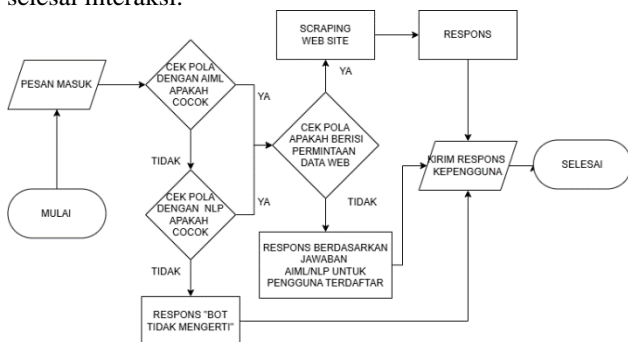 selesai interaksi.
SCRAPING
WEB SITE
RESPONS
PESAN MASUK
CEK POLA
DENGAN AIML
APAKAH
COCOK
YA
YA
CEK POLA
APAKAH BERISI
PERMINTAAN
DATA WEB
KIRIM RESPONS
KEPENGGUNA
SELESAI
TIDAK
MULAI
CEK POLA
DENGAN NLP
APAKAH
COCOK
YA
TIDAK
RESPONS BERDASARKAN
JAWABAN
AIML/NLP UNTUK
PENGGUNA TERDAFTAR
TIDAK
RESPONS "BOT
TIDAK MENGERTI"